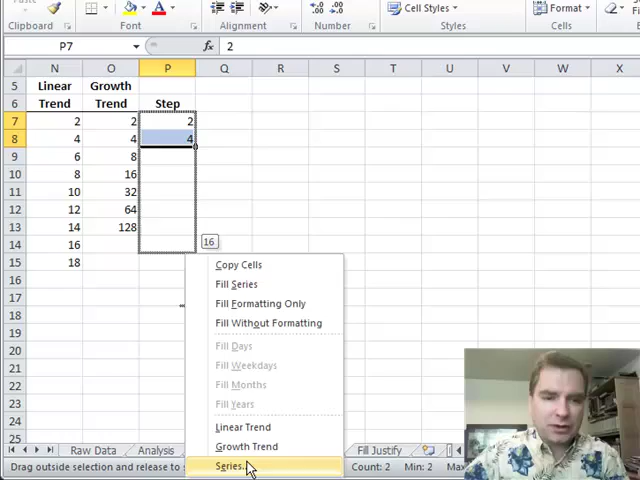 Paste
Cell Styles
Format
Font
Alignment
Number
Styles
Cells
P7
fx
2
N O P Q R S T U V W X
5 Linear Growth
6 Trend Trend Step
7 2 2 2
8 4 4 4
9 6 8
10 8 16
11 10 32
12 12 64
13 14 128
14 16
15 18
16
17
18
19
20
21
22
23
24
25
16
Copy Cells
Fill Series
Fill Formatting Only
Fill Without Formatting
Fill Days
Fill Weekdays
Fill Months
Fill Years
Linear Trend
Growth Trend
Series...
Raw Data Analysis Fill Justify
Drag outside selection and release to Count: 2 Min: 2